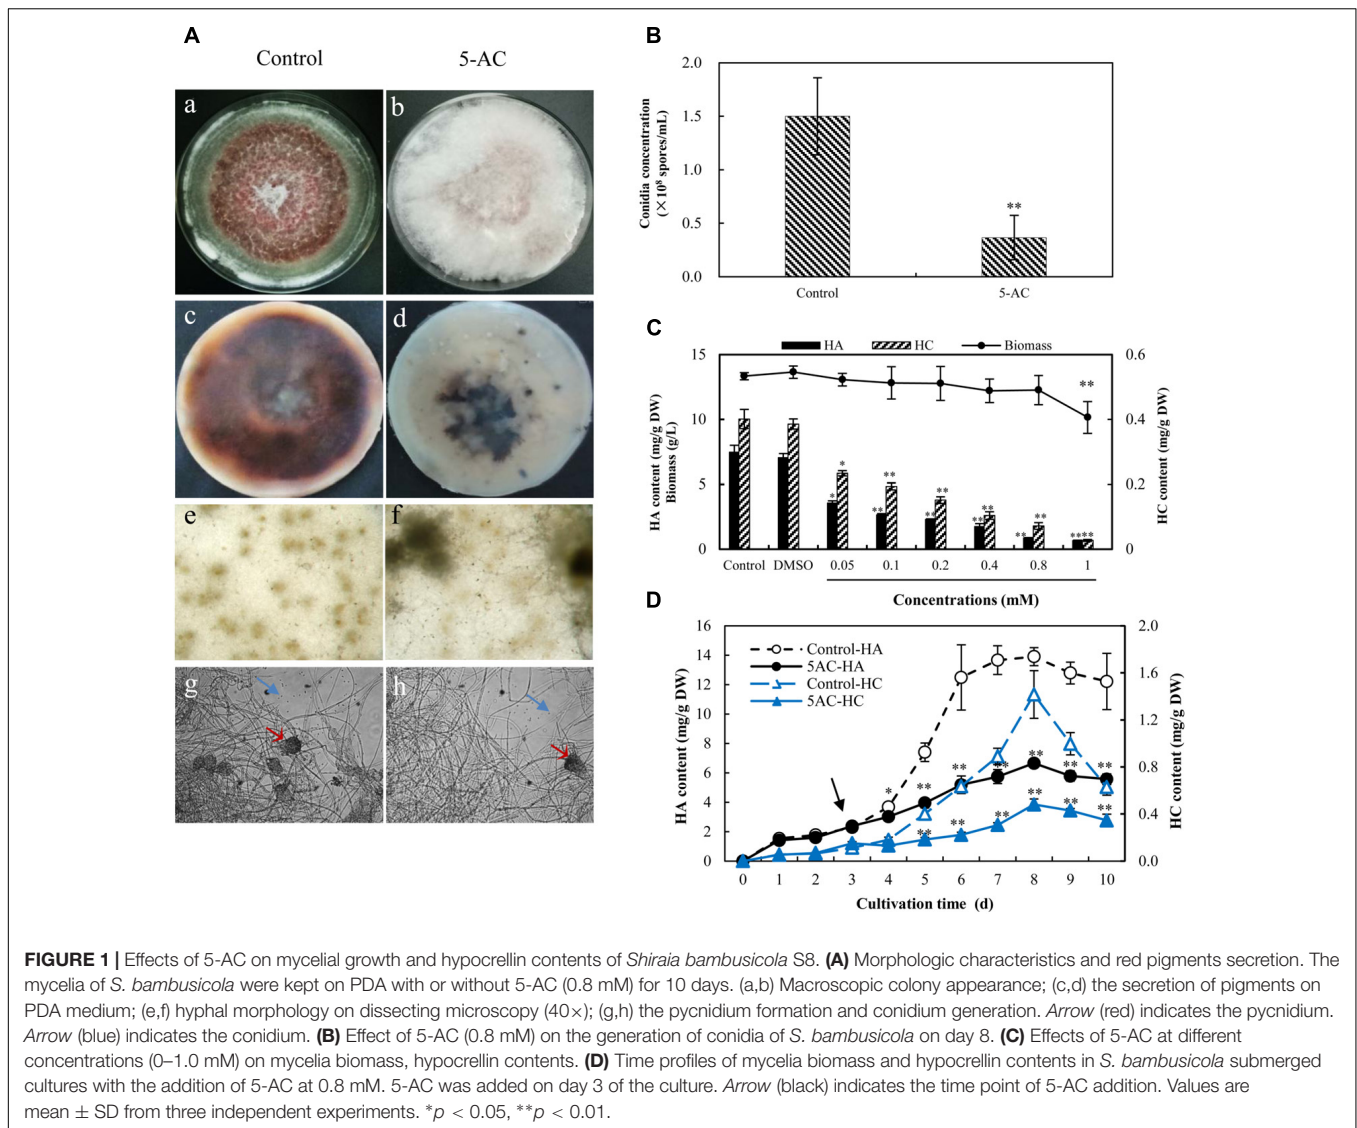 A
Control
5-AC
a
b
c
d
e
f
g
h
B
Conidia concentration
(×10⁸ spores/mL)
2.0
1.5
1.0
0.5
0.0
**
Control
5-AC
C
HA
HC
Biomass
HA content (mg/g DW)
Biomass (g/L)
15
10
5
0
0.6
0.4
0.2
0
HC content (mg/g DW)
**
*
**
**
**
**
*
**
**
**
**
****
Control DMSO 0.05 0.1 0.2 0.4 0.8 1
Concentrations (mM)
D
Control-HA
5AC-HA
Control-HC
5AC-HC
HA content (mg/g DW)
16
14
12
10
8
6
4
2
0
2.0
1.6
1.2
0.8
0.4
0.0
HC content (mg/g DW)
*
**
**
**
**
**
**
**
**
**
**
**
**
0 1 2 3 4 5 6 7 8 9 10
Cultivation time (d)
FIGURE 1 | Effects of 5-AC on mycelial growth and hypocrellin contents of Shiraia bambusicola S8. (A) Morphologic characteristics and red pigments secretion. The
mycelia of S. bambusicola were kept on PDA with or without 5-AC (0.8 mM) for 10 days. (a,b) Macroscopic colony appearance; (c,d) the secretion of pigments on
PDA medium; (e,f) hyphal morphology on dissecting microscopy (40×); (g,h) the pycnidium formation and conidium generation. Arrow (red) indicates the pycnidium.
Arrow (blue) indicates the conidium. (B) Effect of 5-AC (0.8 mM) on the generation of conidia of S. bambusicola on day 8. (C) Effects of 5-AC at different
concentrations (0–1.0 mM) on mycelia biomass, hypocrellin contents. (D) Time profiles of mycelia biomass and hypocrellin contents in S. bambusicola submerged
cultures with the addition of 5-AC at 0.8 mM. 5-AC was added on day 3 of the culture. Arrow (black) indicates the time point of 5-AC addition. Values are
mean ± SD from three independent experiments. *p < 0.05, **p < 0.01.